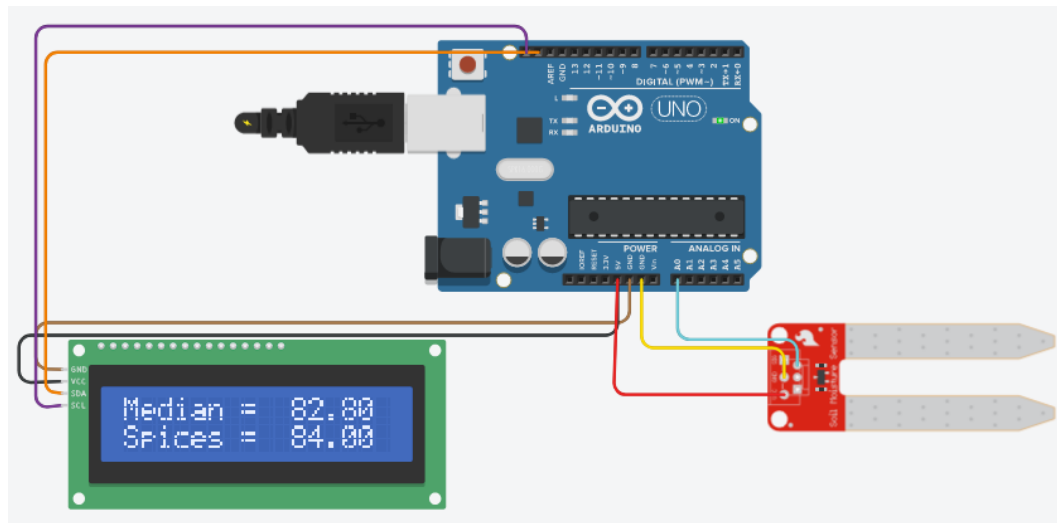 AREF
GND
13
12
~11
~10
~9
8
7
~6
~5
4
~3
2
TX→1
RX←0
DIGITAL (PWM~)
L
TX
RX
ARDUINO
UNO
ON
POWER
ANALOG IN
IOREF
RESET
3.3V
5V
GND
GND
Vin
A0
A1
A2
A3
A4
A5
GND
VCC
SDA
SCL
Median = 82.80
Spices = 84.00
Soil Moisture Sensor